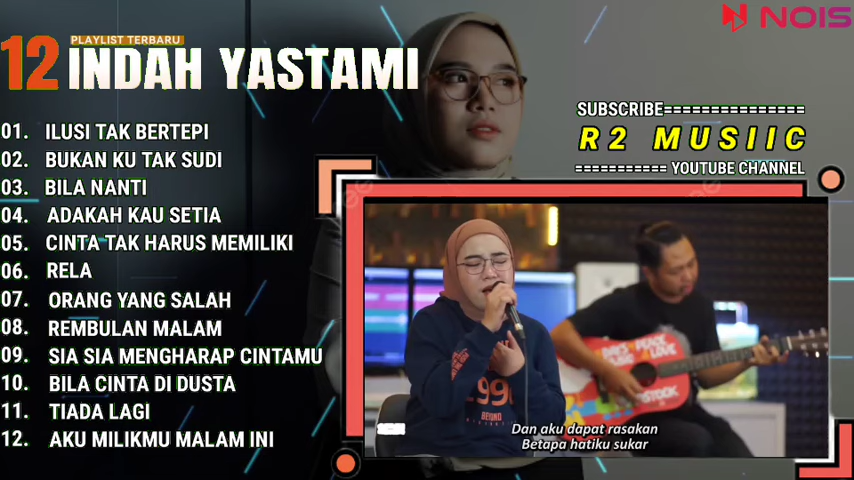 NOIS
PLAYLIST TERBARU
12 INDAH YASTAMI
SUBSCRIBE===============
R2 MUSIIC
=========== YOUTUBE CHANNEL
01. ILUSI TAK BERTEPI
02. BUKAN KU TAK SUDI
03. BILA NANTI
04. ADAKAH KAU SETIA
05. CINTA TAK HARUS MEMILIKI
06. RELA
07. ORANG YANG SALAH
08. REMBULAN MALAM
09. SIA SIA MENGHARAP CINTAMU
10. BILA CINTA DI DUSTA
11. TIADA LAGI
12. AKU MILIKMU MALAM INI
Dan aku dapat rasakan
Betapa hatiku sukar